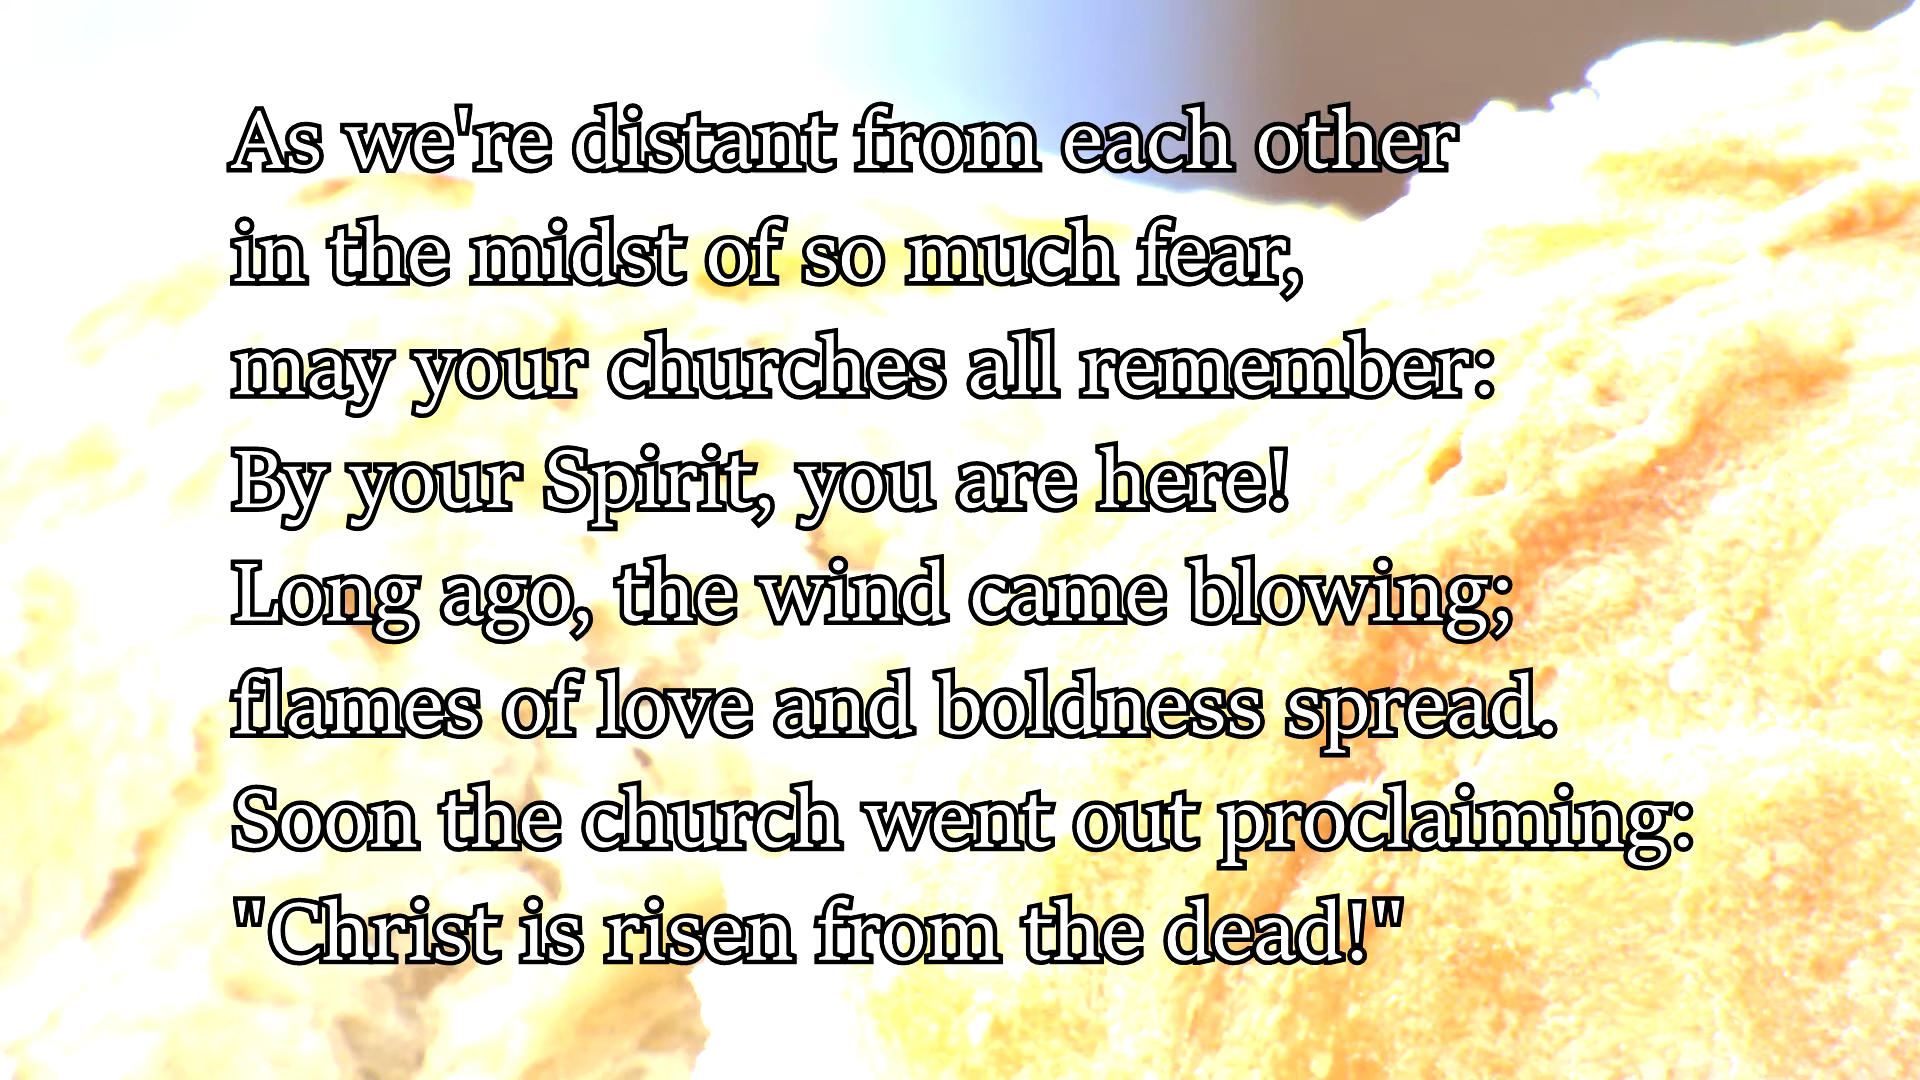 As we're distant from each other
in the midst of so much fear,
may your churches all remember:
By your Spirit, you are here!
Long ago, the wind came blowing;
flames of love and boldness spread.
Soon the church went out proclaiming:
"Christ is risen from the dead!"